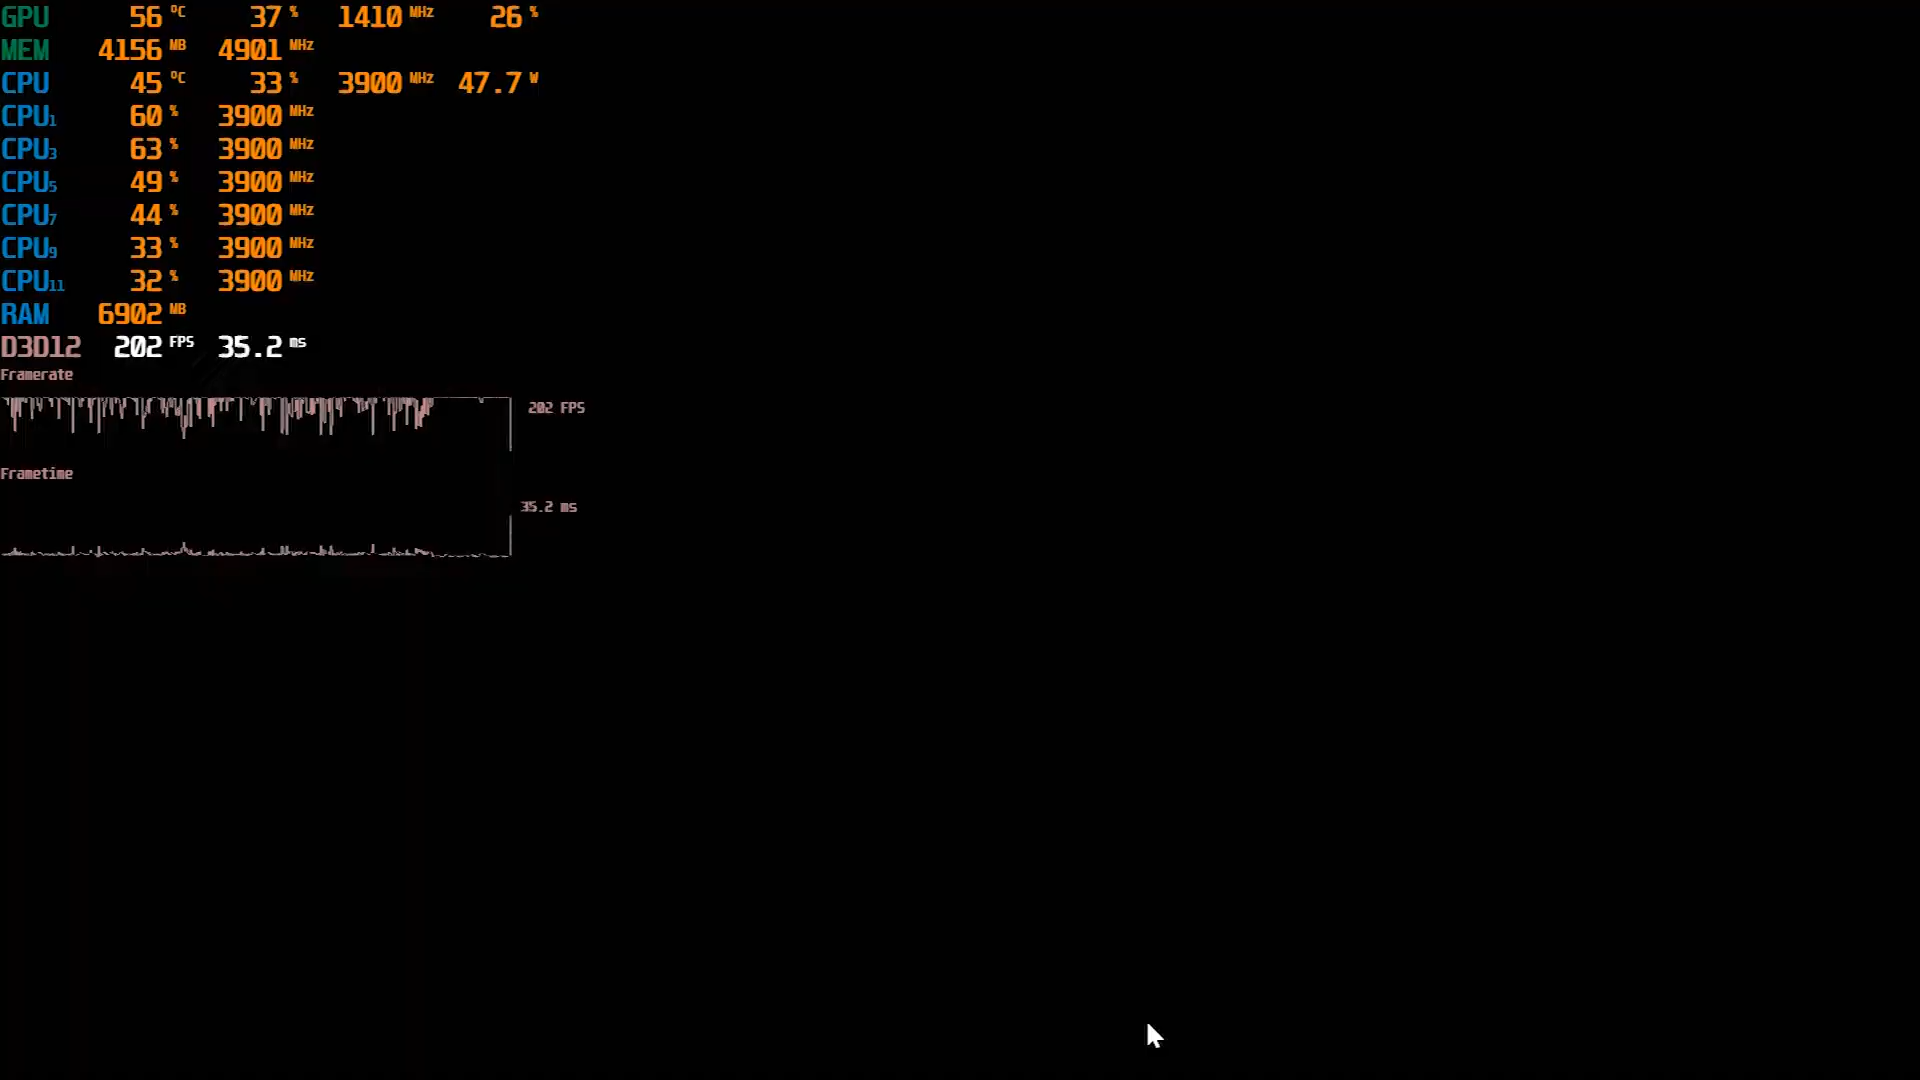 GPU 56 °C 37 % 1410 MHz 26 %
MEM 4156 MB 4901 MHz
CPU 45 °C 33 % 3900 MHz 47.7 W
CPU1 60 % 3900 MHz
CPU3 63 % 3900 MHz
CPU5 49 % 3900 MHz
CPU7 44 % 3900 MHz
CPU9 33 % 3900 MHz
CPU11 32 % 3900 MHz
RAM 6902 MB
D3D12 202 FPS 35.2 ms
Framerate
202 FPS
Frametime
35.2 ms